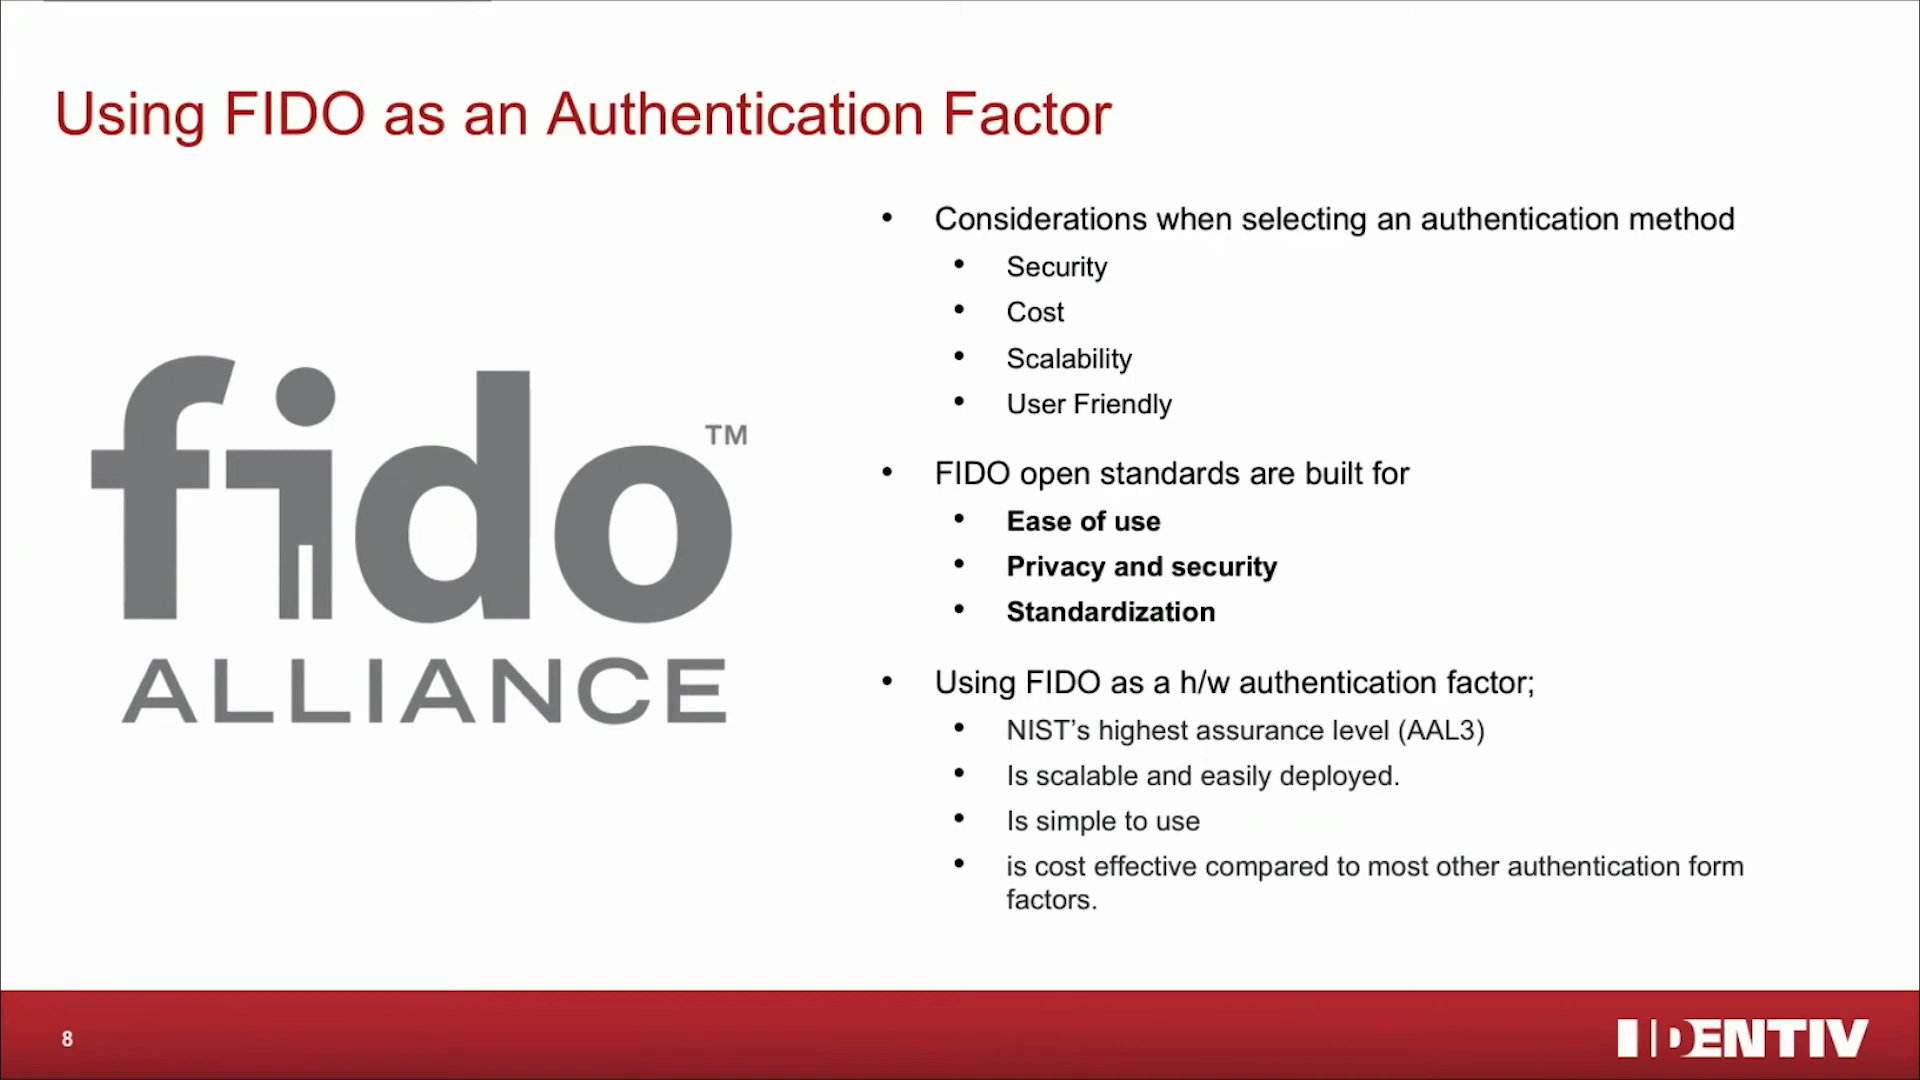 Using FIDO as an Authentication Factor
fido™
ALLIANCE
• Considerations when selecting an authentication method
• Security
• Cost
• Scalability
• User Friendly
• FIDO open standards are built for
• Ease of use
• Privacy and security
• Standardization
• Using FIDO as a h/w authentication factor;
• NIST’s highest assurance level (AAL3)
• Is scalable and easily deployed.
• Is simple to use
• is cost effective compared to most other authentication form
factors.
8
IDENTIV